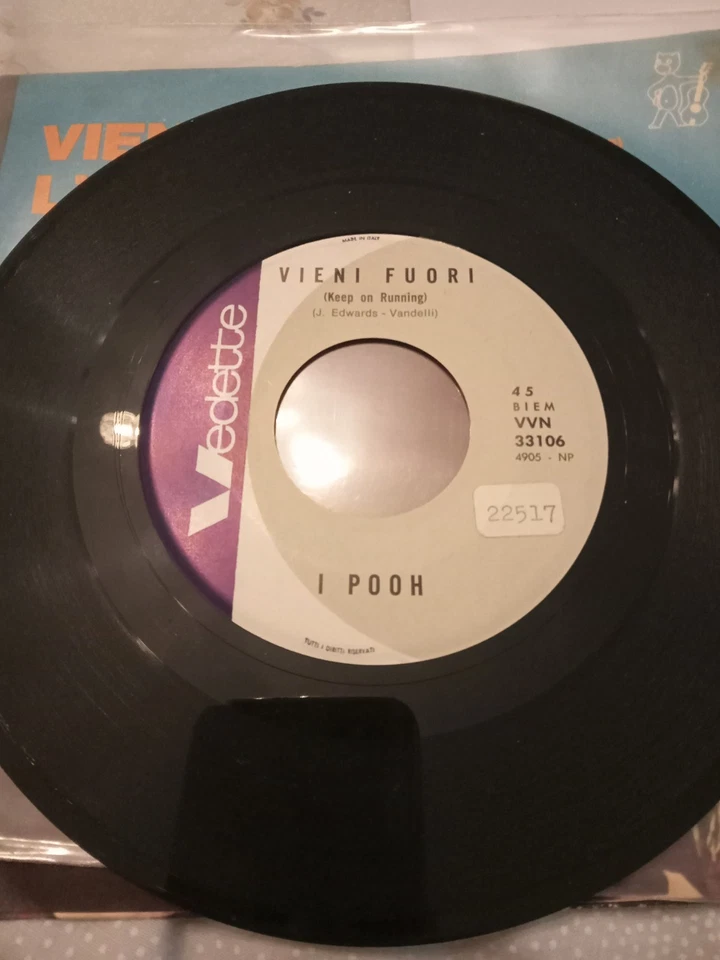 VIE
L
MADE IN ITALY
VIENI FUORI
(Keep on Running)
(J. Edwards - Vandelli)
Vedette
45
BIEM
VVN
33106
4905 - NP
22517
I POOH
TUTTI I DIRITTI RISERVATI